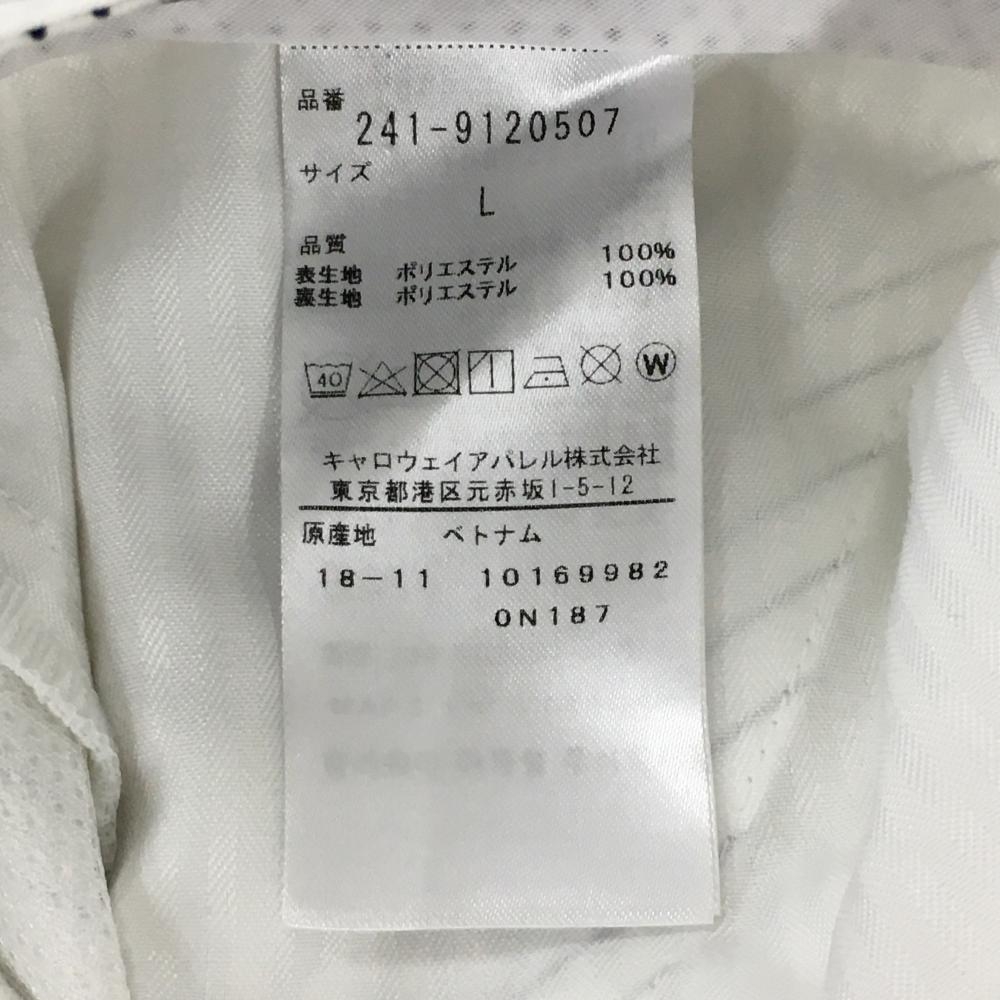 品番
241-9120507
サイズ
L
品質
表生地 ポリエステル 100%
裏生地 ポリエステル 100%
40 W
キャロウェイアパレル株式会社
東京都港区元赤坂1-5-12
原産地 ベトナム
18-11 10169982
0N187